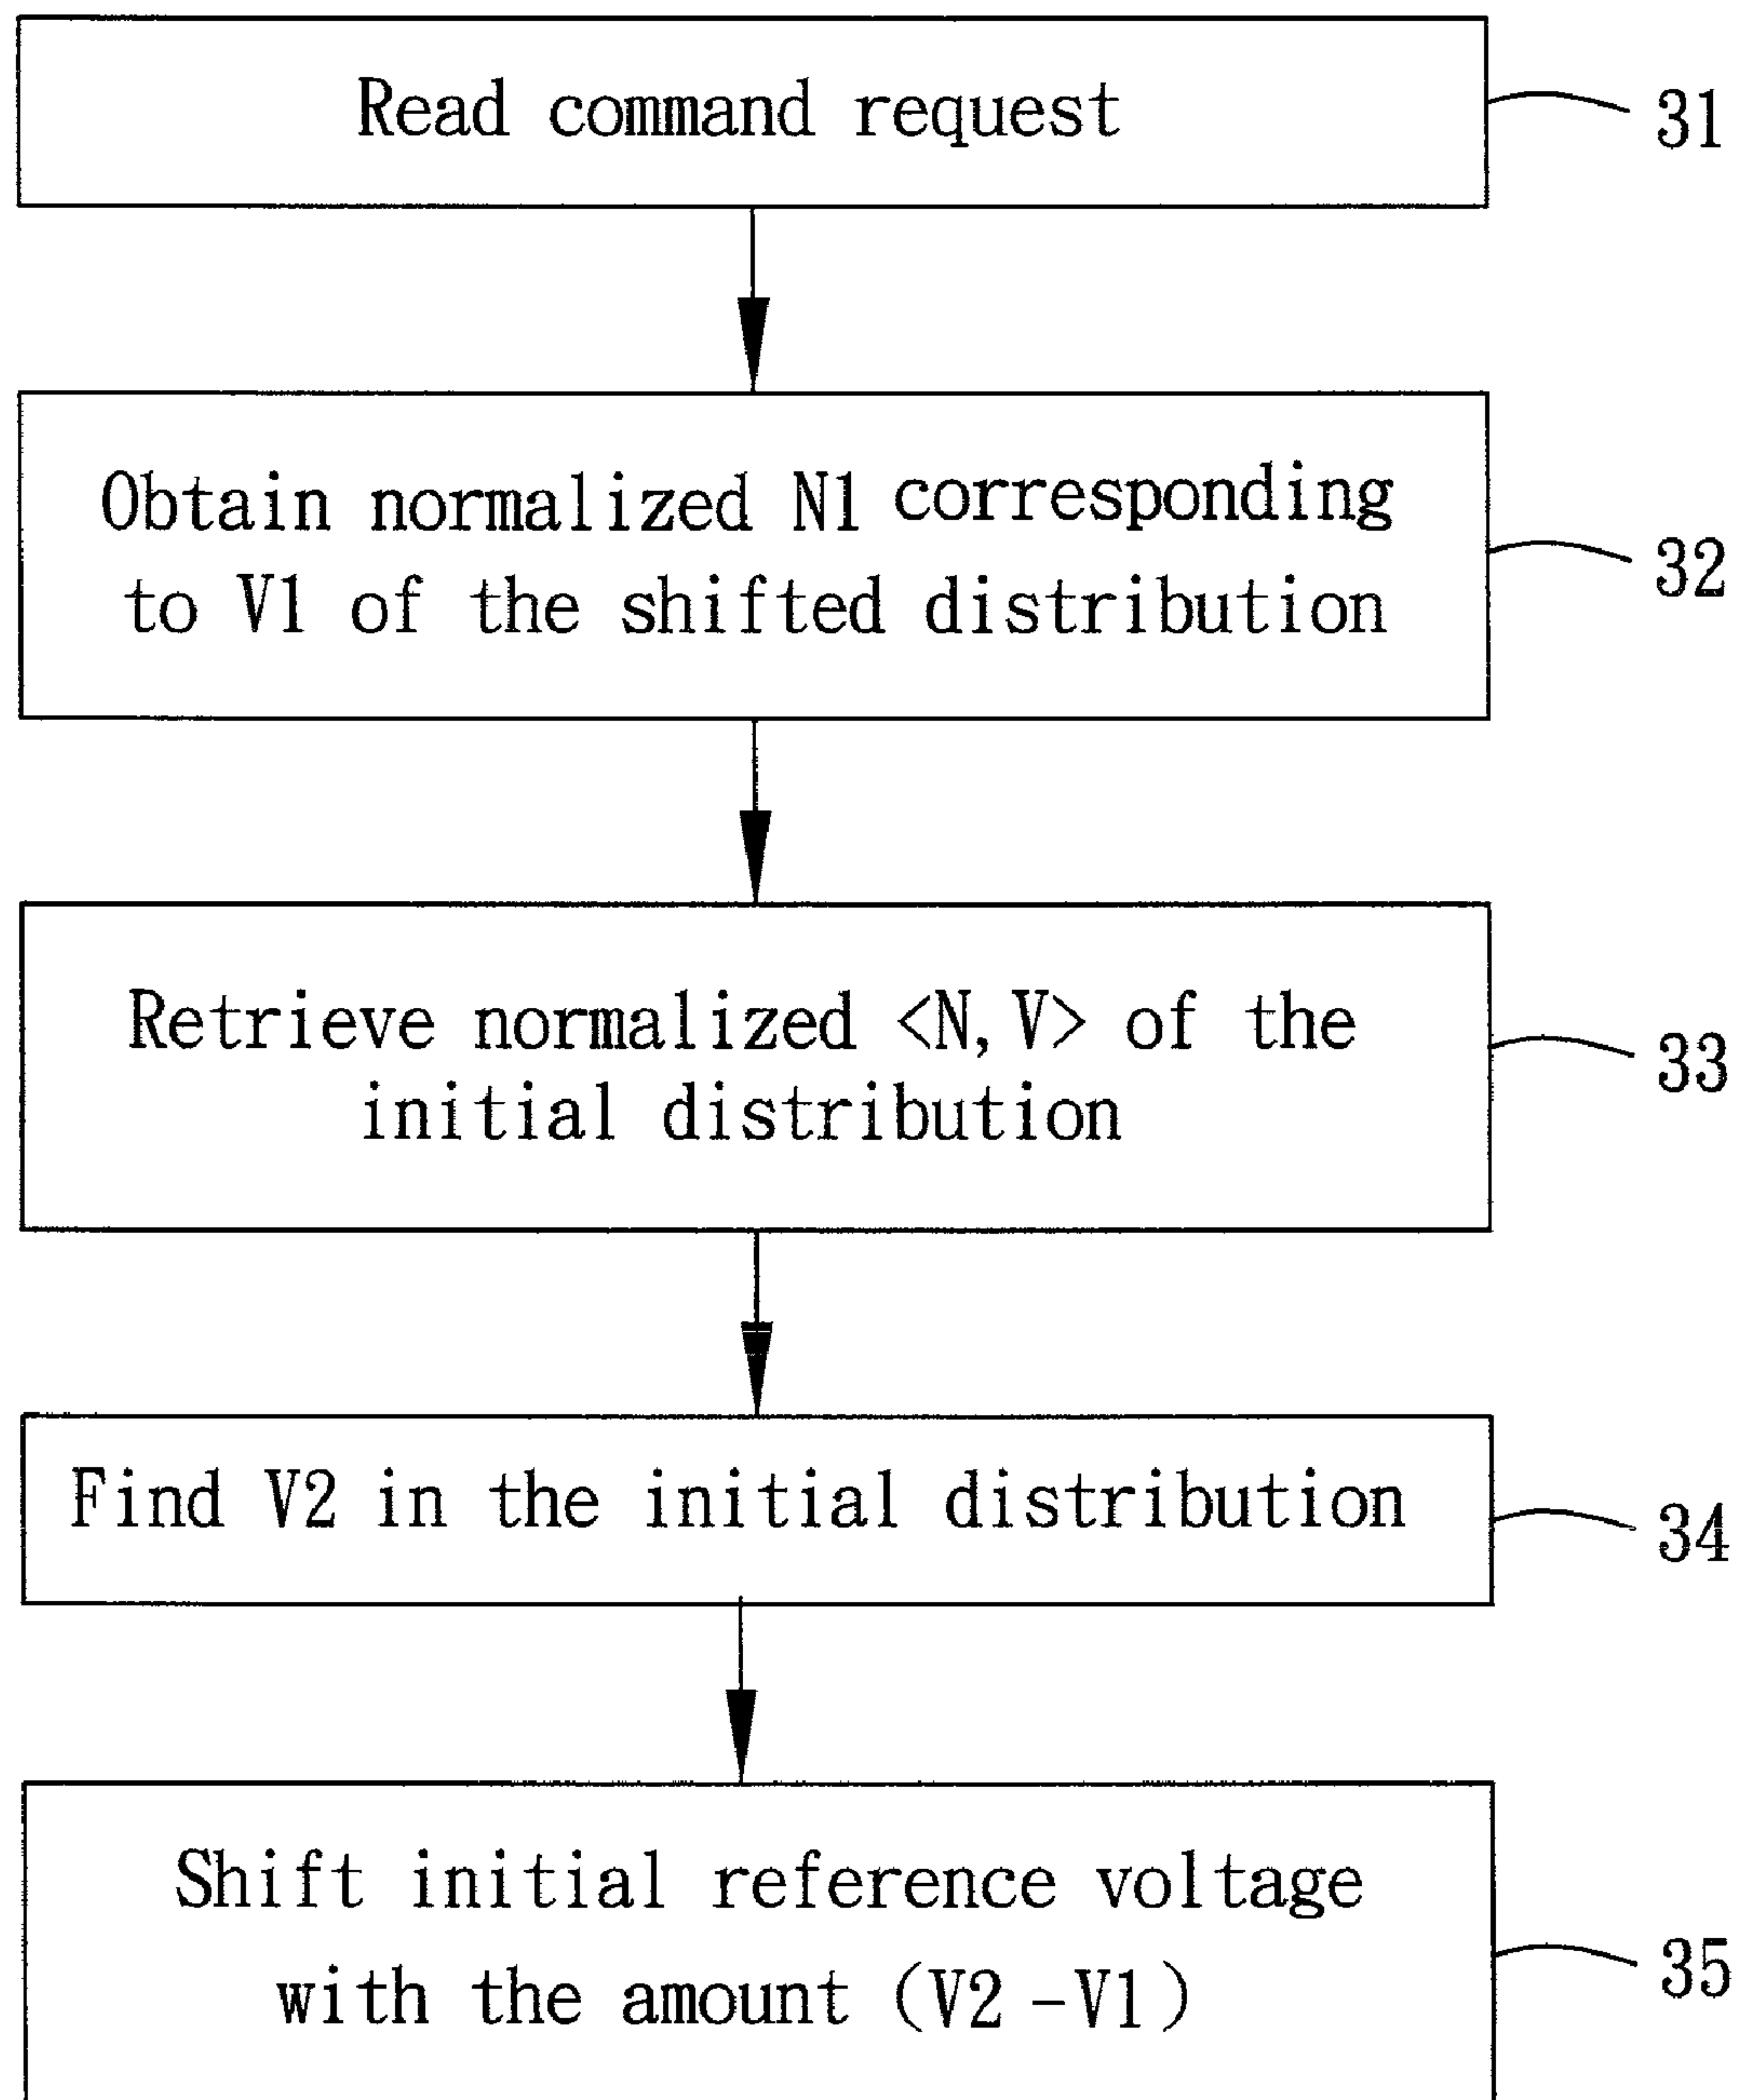 Read command request
31
Obtain normalized N1 corresponding
to V1 of the shifted distribution
32
Retrieve normalized <N,V> of the
initial distribution
33
Find V2 in the initial distribution
34
Shift initial reference voltage
with the amount (V2-V1)
35